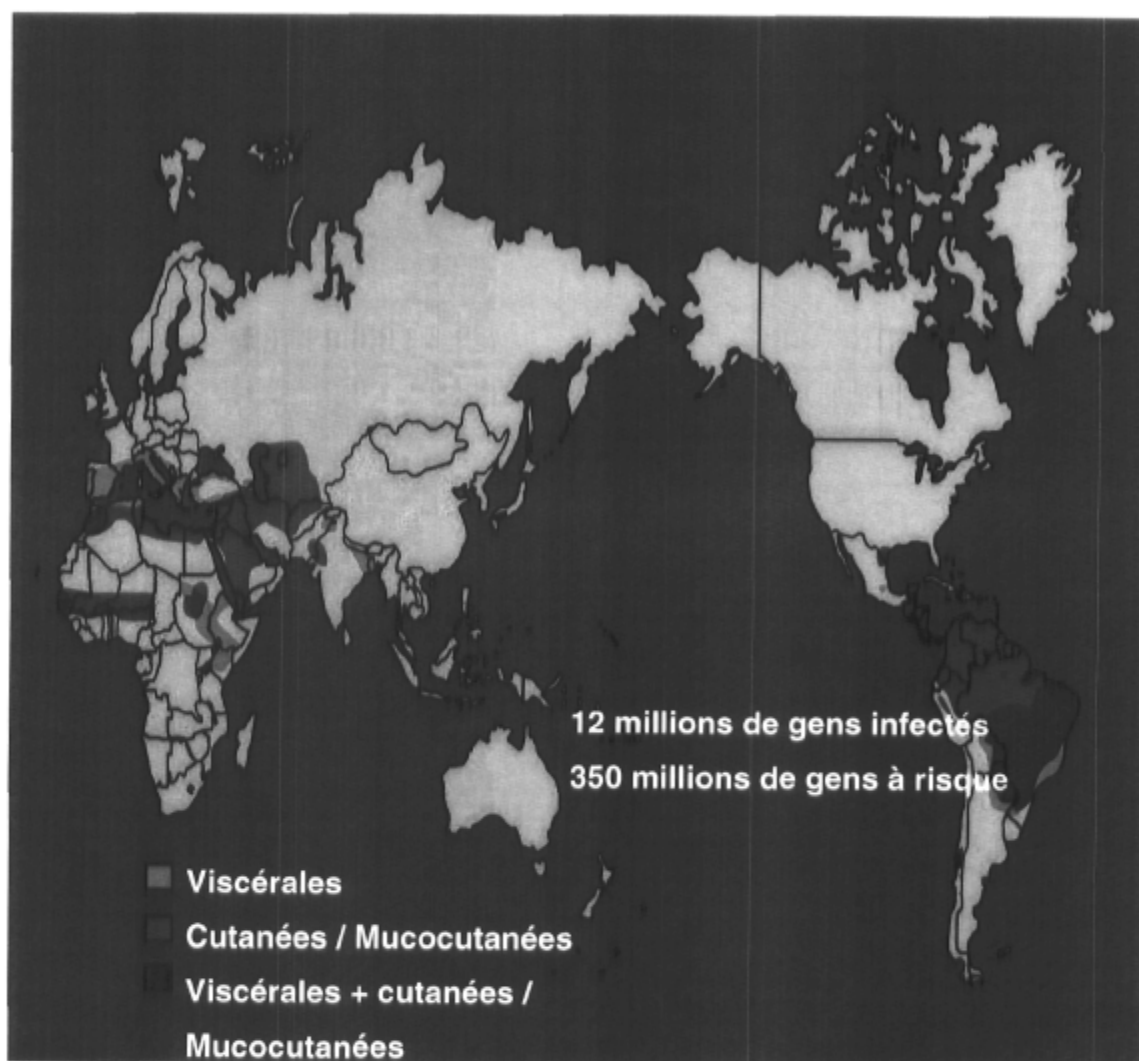 12 millions de gens infectés
350 millions de gens à risque
Viscérales
Cutanées / Mucocutanées
Viscérales + cutanées /
Mucocutanées